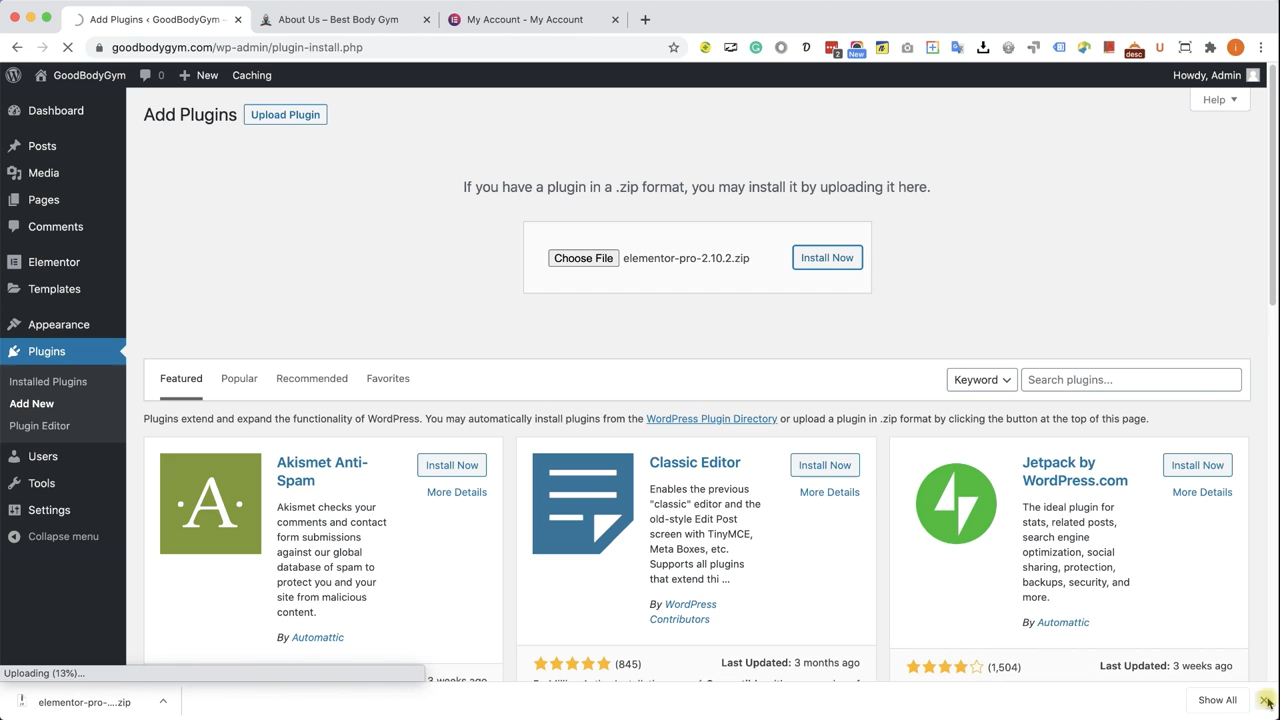 Add Plugins ‹ GoodBodyGym –
About Us – Best Body Gym
My Account - My Account
goodbodygym.com/wp-admin/plugin-install.php
2
New
desc
i
GoodBodyGym
0
New
Caching
Howdy, Admin
Dashboard
Posts
Media
Pages
Comments
Elementor
Templates
Appearance
Plugins
Installed Plugins
Add New
Plugin Editor
Users
Tools
Settings
Collapse menu
Add Plugins
Upload Plugin
Help
If you have a plugin in a .zip format, you may install it by uploading it here.
Choose File elementor-pro-2.10.2.zip
Install Now
Featured
Popular
Recommended
Favorites
Keyword
Search plugins...
Plugins extend and expand the functionality of WordPress. You may automatically install plugins from the WordPress Plugin Directory or upload a plugin in .zip format by clicking the button at the top of this page.
A
Akismet Anti-
Spam
Install Now
More Details
Akismet checks your
comments and contact
form submissions
against our global
database of spam to
protect you and your
site from malicious
content.
By Automattic
3 weeks ago
Classic Editor
Install Now
More Details
Enables the previous
"classic" editor and the
old-style Edit Post
screen with TinyMCE,
Meta Boxes, etc.
Supports all plugins
that extend thi ...
By WordPress
Contributors
(845)
Last Updated: 3 months ago
Jetpack by
WordPress.com
Install Now
More Details
The ideal plugin for
stats, related posts,
search engine
optimization, social
sharing, protection,
backups, security, and
more.
By Automattic
(1,504)
Last Updated: 3 weeks ago
Uploading (13%)...
elementor-pro-....zip
Show All